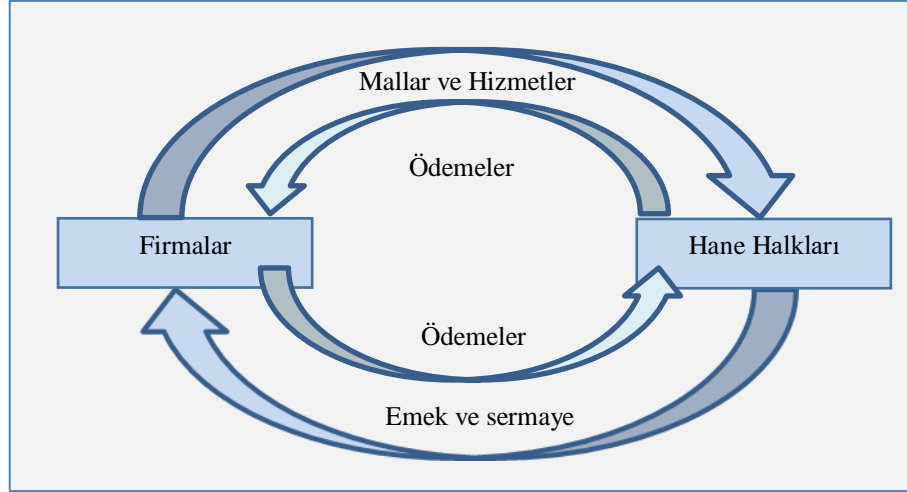 Mallar ve Hizmetler
Ödemeler
Firmalar
Hane Halkları
Ödemeler
Emek ve sermaye